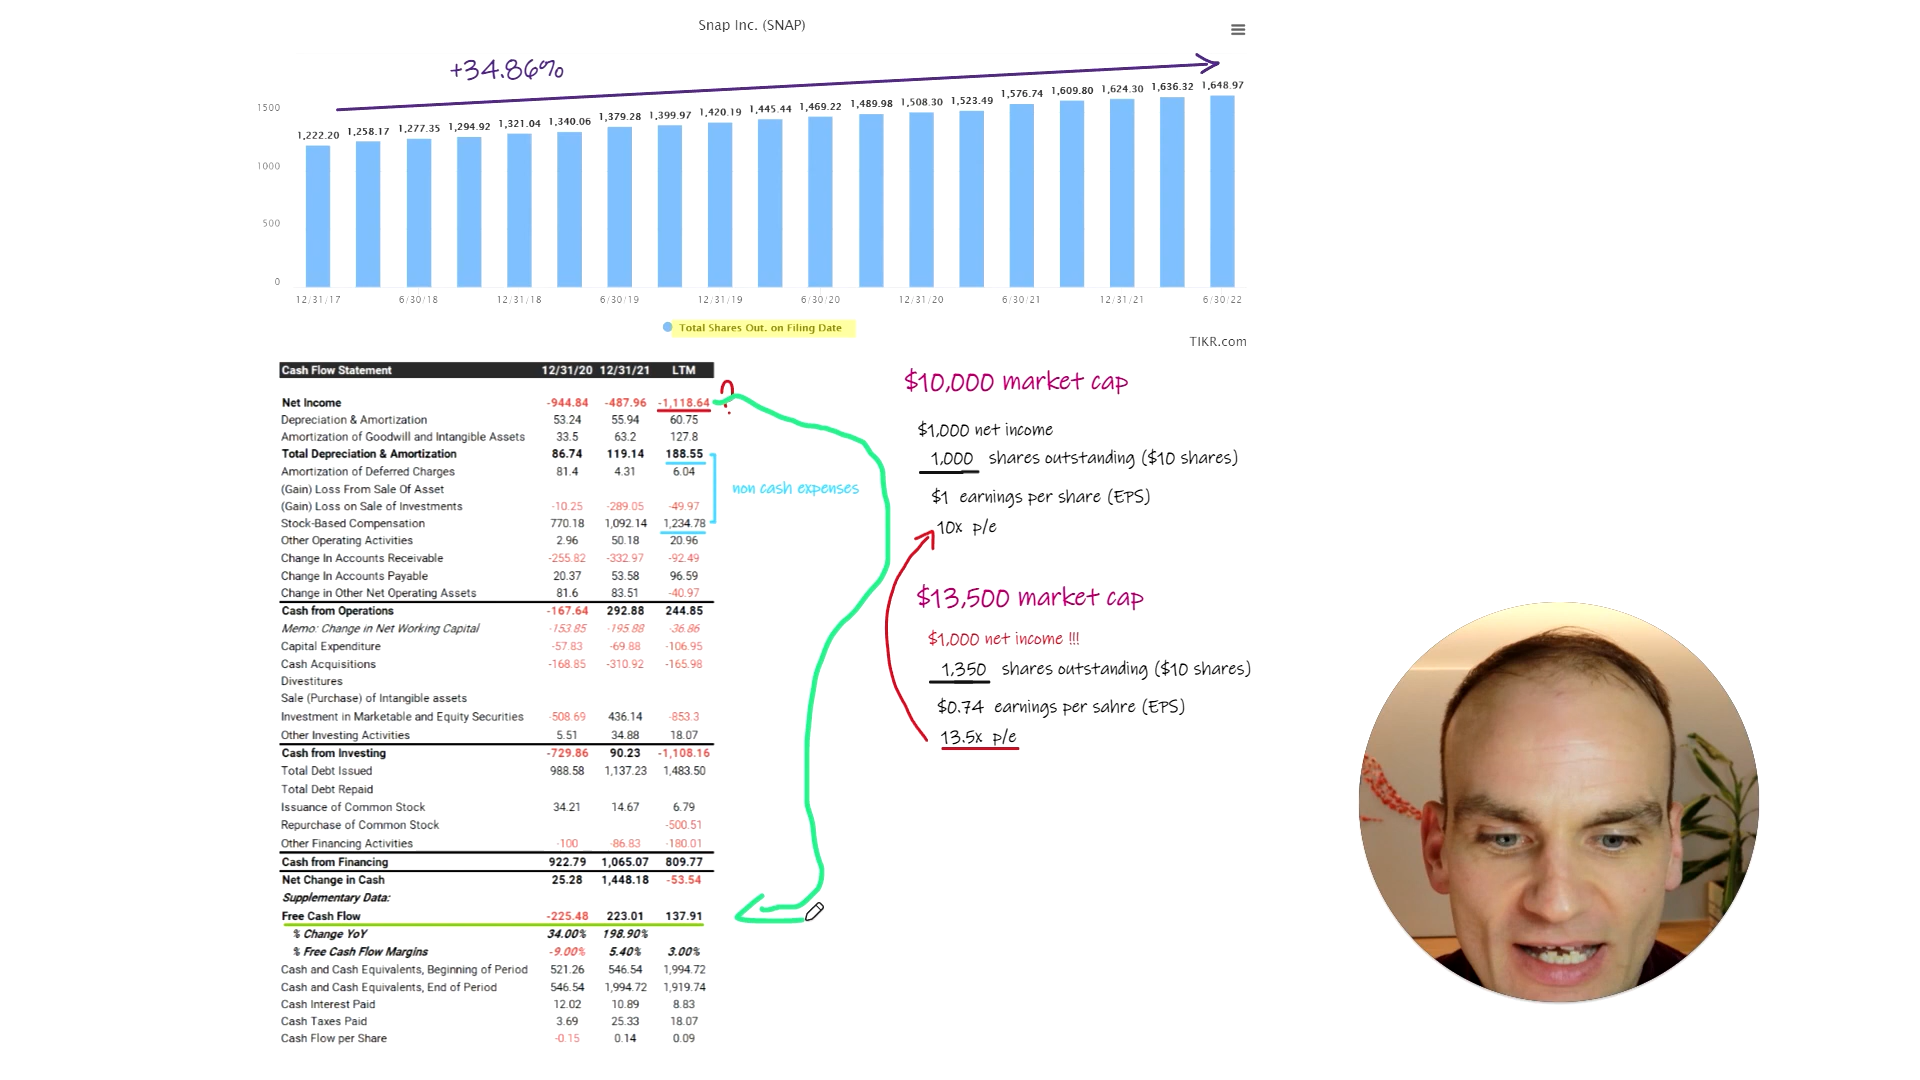 Snap Inc. (SNAP)
+34.86%
1500
1000
500
0
1,222.20 1,258.17 1,277.35 1,294.92 1,321.04 1,340.06 1,379.28 1,399.97 1,420.19 1,445.44 1,469.22 1,489.98 1,508.30 1,523.49 1,576.74 1,609.80 1,624.30 1,636.32 1,648.97
12/31/17 6/30/18 12/31/18 6/30/19 12/31/19 6/30/20 12/31/20 6/30/21 12/31/21 6/30/22
Total Shares Out. on Filing Date
TIKR.com
Cash Flow Statement 12/31/20 12/31/21 LTM
?
Net Income -944.84 -487.96 -1,118.64
Depreciation & Amortization 53.24 55.94 60.75
Amortization of Goodwill and Intangible Assets 33.5 63.2 127.8
Total Depreciation & Amortization 86.74 119.14 188.55
Amortization of Deferred Charges 81.4 4.31 6.04
(Gain) Loss From Sale Of Asset
(Gain) Loss on Sale of Investments -10.25 -289.05 -49.97
Stock-Based Compensation 770.18 1,092.14 1,234.78
Other Operating Activities 2.96 50.18 20.96
Change In Accounts Receivable -255.82 -332.97 -92.49
Change In Accounts Payable 20.37 53.58 96.59
Change in Other Net Operating Assets 81.6 83.51 -40.97
Cash from Operations -167.64 292.88 244.85
Memo: Change in Net Working Capital -153.85 -195.88 -36.86
Capital Expenditure -57.83 -69.88 -106.95
Cash Acquisitions -168.85 -310.92 -165.98
Divestitures
Sale (Purchase) of Intangible assets
Investment in Marketable and Equity Securities -508.69 436.14 -853.3
Other Investing Activities 5.51 34.88 18.07
Cash from Investing -729.86 90.23 -1,108.16
Total Debt Issued 988.58 1,137.23 1,483.50
Total Debt Repaid
Issuance of Common Stock 34.21 14.67 6.79
Repurchase of Common Stock -500.51
Other Financing Activities -100 -86.83 -180.01
Cash from Financing 922.79 1,065.07 809.77
Net Change in Cash 25.28 1,448.18 -53.54
Supplementary Data:
Free Cash Flow -225.48 223.01 137.91
% Change YoY 34.00% 198.90%
% Free Cash Flow Margins -9.00% 5.40% 3.00%
Cash and Cash Equivalents, Beginning of Period 521.26 546.54 1,994.72
Cash and Cash Equivalents, End of Period 546.54 1,994.72 1,919.74
Cash Interest Paid 12.02 10.89 8.83
Cash Taxes Paid 3.69 25.33 18.07
Cash Flow per Share -0.15 0.14 0.09
non cash expenses
$10,000 market cap
$1,000 net income
1,000 shares outstanding ($10 shares)
$1 earnings per share (EPS)
10x p/e
$13,500 market cap
$1,000 net income !!!
1,350 shares outstanding ($10 shares)
$0.74 earnings per sahre (EPS)
13.5x p/e